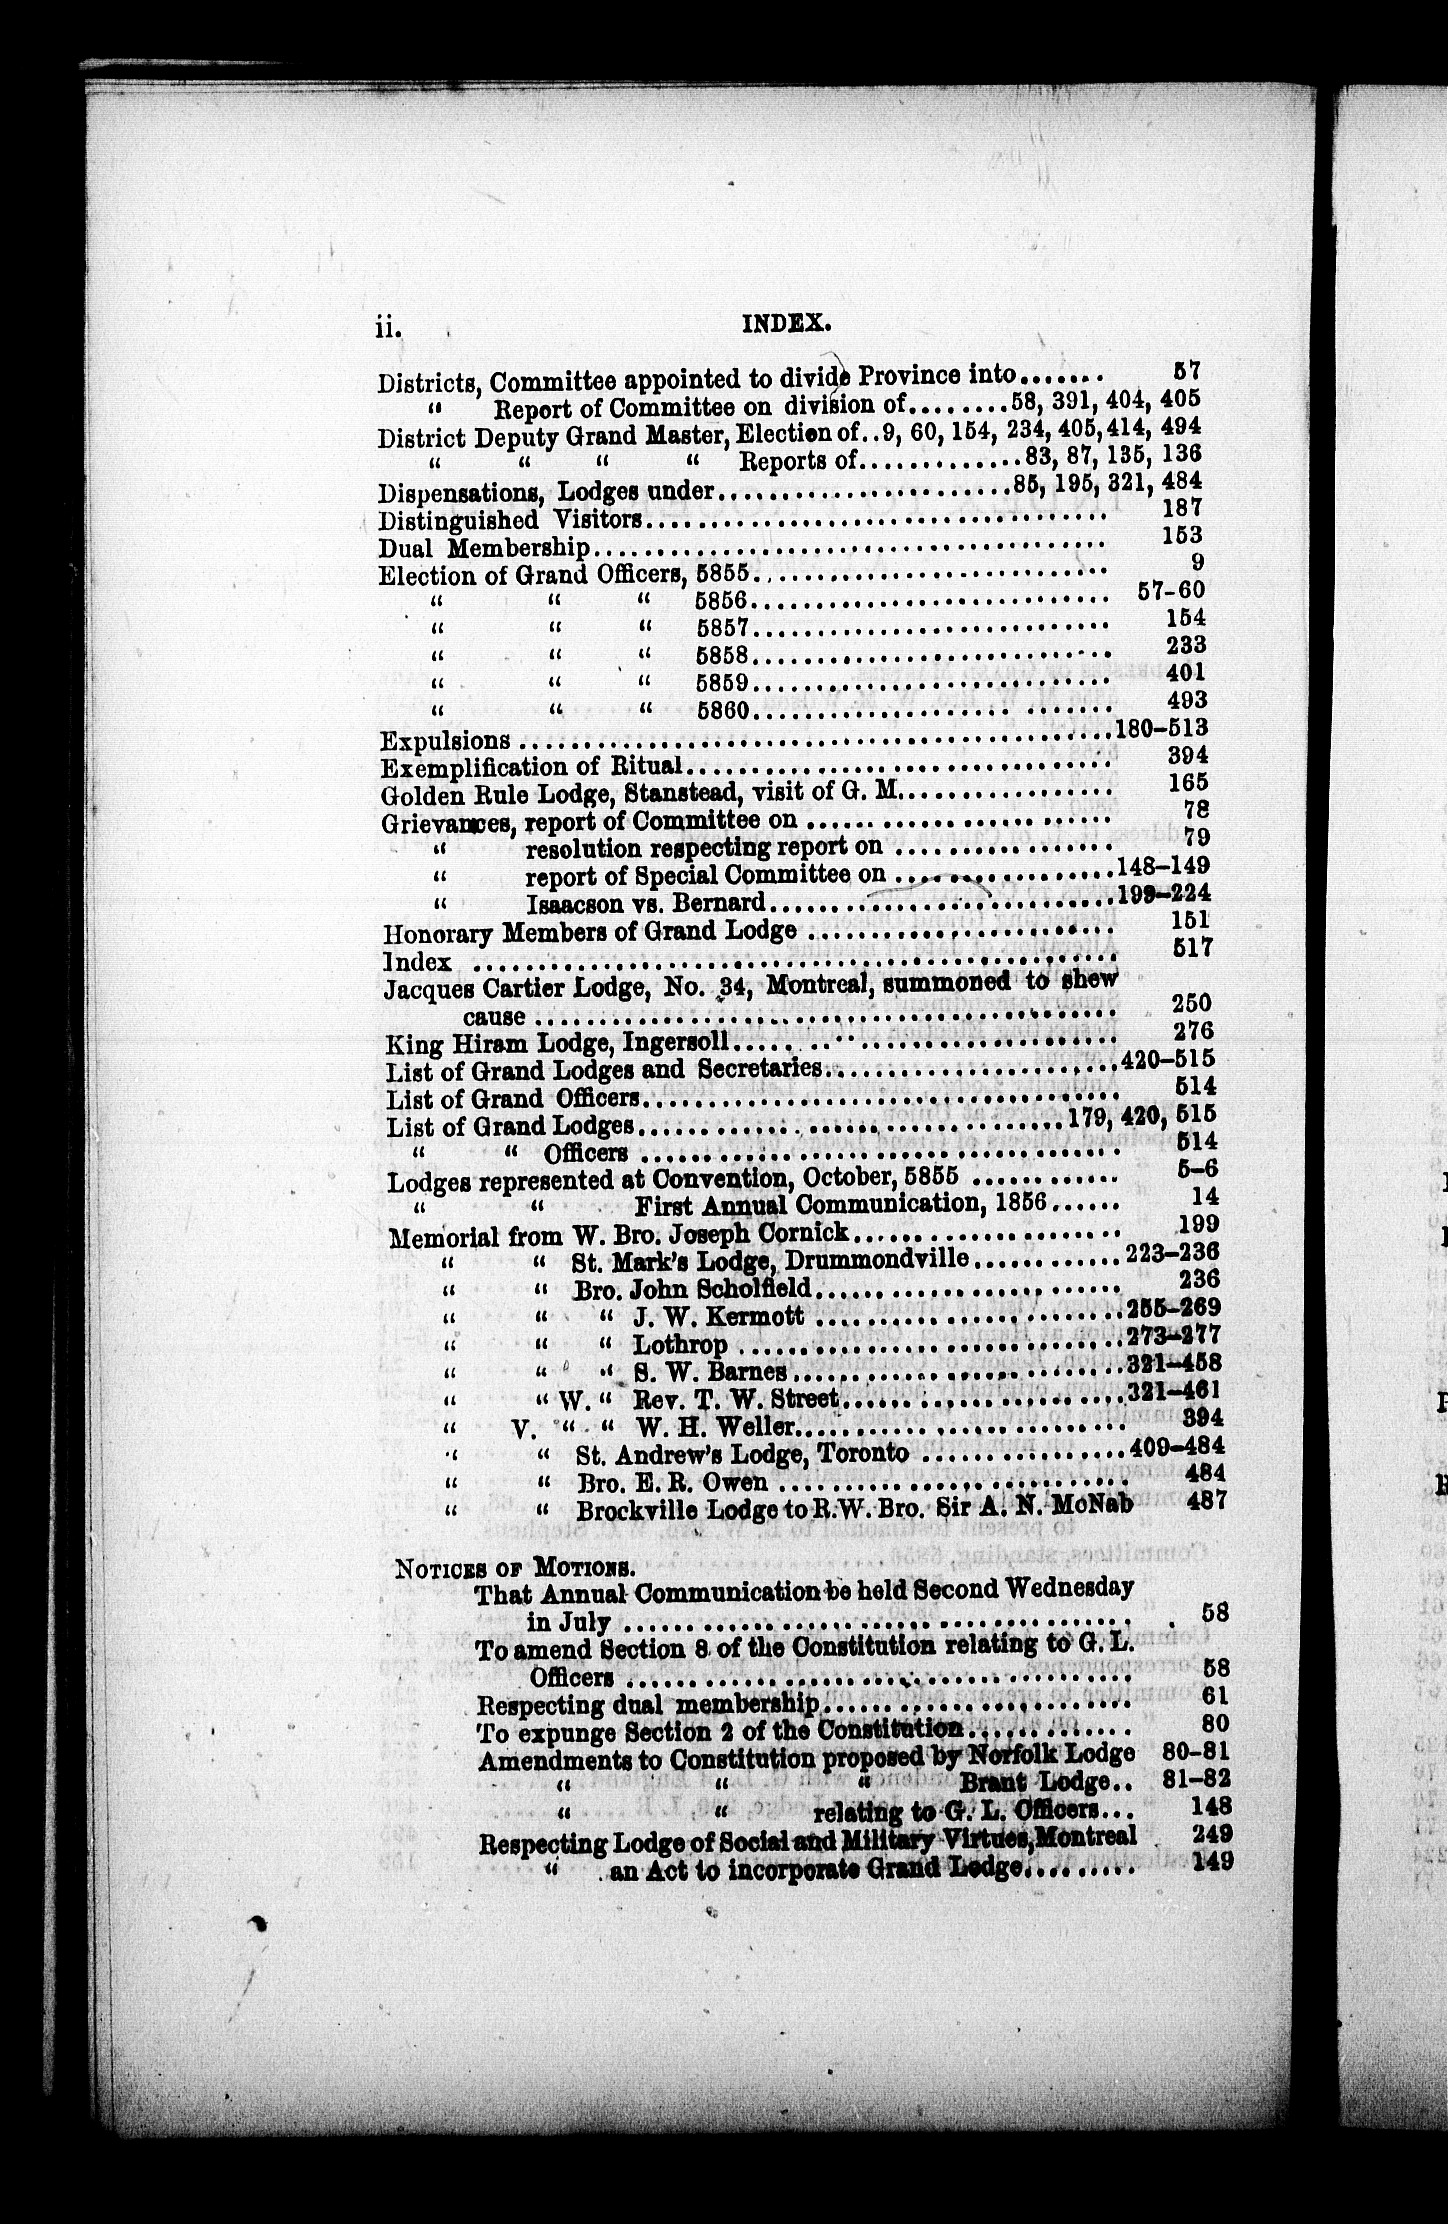 ii. INDEX.
Districts, Committee appointed to divide Province into....... 57
“ Report of Committee on division of........58, 391, 404, 405
District Deputy Grand Master, Election of..9, 60, 154, 234, 405, 414, 494
“ “ “ “ Reports of.............83, 87, 135, 136
Dispensations, Lodges under.......................85, 195, 321, 484
Distinguished Visitors.................................... 187
Dual Membership........................................ 153
Election of Grand Officers, 5855............................ 9
“ “ “ 5856............................ 57-60
“ “ “ 5857............................ 154
“ “ “ 5858............................ 233
“ “ “ 5859............................ 401
“ “ “ 5860............................ 493
Expulsions ...............................................180-513
Exemplification of Ritual.................................. 394
Golden Rule Lodge, Stanstead, visit of G. M................. 165
Grievances, report of Committee on ........................ 78
“ resolution respecting report on ................. 79
“ report of Special Committee on .................148-149
“ Isaacson vs. Bernard...........................199-224
Honorary Members of Grand Lodge ........................ 151
Index .................................................. 517
Jacques Cartier Lodge, No. 34, Montreal, summoned to shew
cause ............................................. 250
King Hiram Lodge, Ingersoll.............................. 276
List of Grand Lodges and Secretaries.......................420-515
List of Grand Officers..................................... 514
List of Grand Lodges.................................179, 420, 515
“ “ Officers ..................................... 514
Lodges represented at Convention, October, 5855 ............ 5-6
“ “ First Annual Communication, 1856...... 14
Memorial from W. Bro. Joseph Cornick..................... 199
“ “ St. Mark's Lodge, Drummondville............223-236
“ “ Bro. John Scholfield........................ 236
“ “ “ J. W. Kermott ........................255-269
“ “ “ Lothrop ..............................273-277
“ “ “ S. W. Barnes..........................321-458
“ “ W. “ Rev. T. W. Street......................321-461
“ V. “ “ W. H. Weller......................... 394
“ “ St. Andrew's Lodge, Toronto ................409-484
“ “ Bro. E. R. Owen ........................... 484
“ “ Brockville Lodge to R.W. Bro. Sir A. N. McNab 487
NOTICES OF MOTIONS.
That Annual Communication be held Second Wednesday
in July ....................................... 58
To amend Section 8 of the Constitution relating to G. L.
Officers ....................................... 58
Respecting dual membership........................ 61
To expunge Section 2 of the Constitution............. 80
Amendments to Constitution proposed by Norfolk Lodge 80-81
“ “ “ Brant Lodge.. 81-82
“ “ relating to G. L. Officers... 148
Respecting Lodge of Social and Military Virtues, Montreal 249
“ an Act to incorporate Grand Lodge......... 149